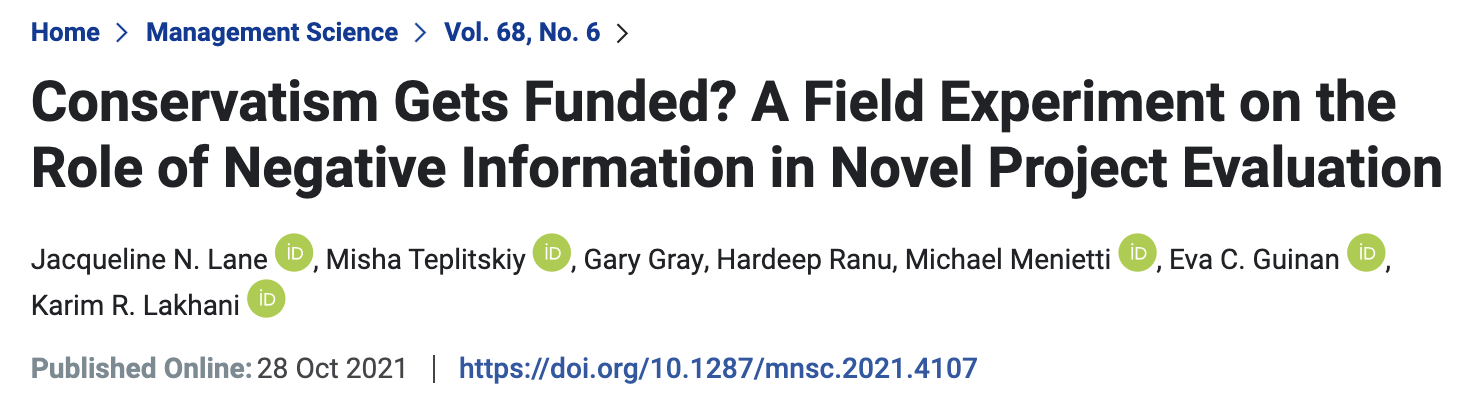 Home > Management Science > Vol. 68, No. 6 >
Conservatism Gets Funded? A Field Experiment on the
Role of Negative Information in Novel Project Evaluation
Jacqueline N. Lane iD, Misha Teplitskiy iD, Gary Gray, Hardeep Ranu, Michael Menietti iD, Eva C. Guinan iD,
Karim R. Lakhani iD
Published Online: 28 Oct 2021 | https://doi.org/10.1287/mnsc.2021.4107